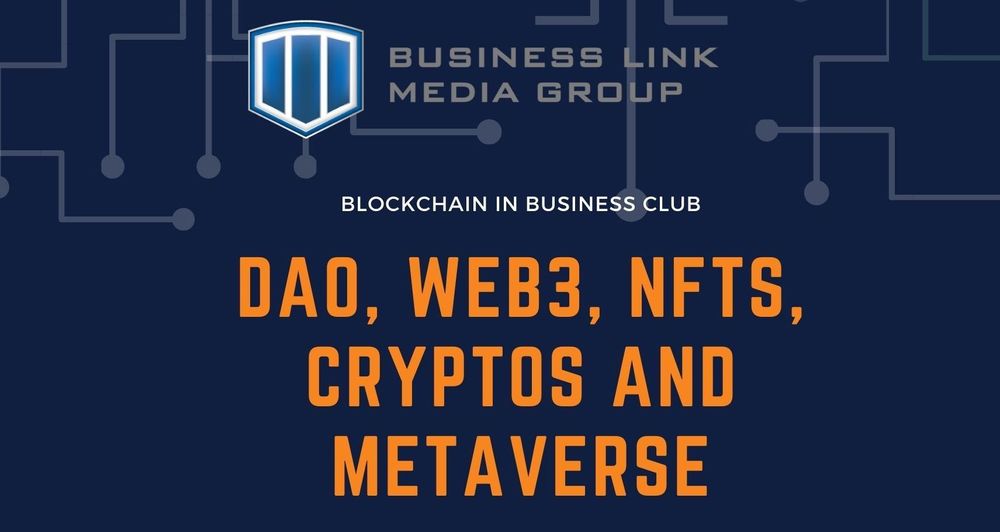 BUSINESS LINK
MEDIA GROUP
BLOCKCHAIN IN BUSINESS CLUB
DAO, WEB3, NFTS,
CRYPTOS AND
METAVERSE